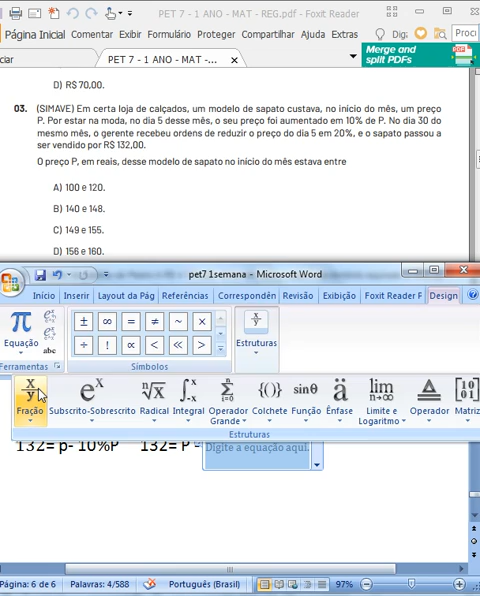 PET 7 - 1 ANO - MAT - REG.pdf - Foxit Reader
Página Inicial Comentar Exibir Formulário Proteger Compartilhar Ajuda Extras Proci
ciar PET 7 - 1 ANO - MAT -... Merge and
split PDFs
D) R$ 70,00.
03. (SIMAVE) Em certa loja de calçados, um modelo de sapato custava, no início do mês, um preço
P. Por estar na moda, no dia 5 desse mês, o seu preço foi aumentado em 10% de P. No dia 30 do
mesmo mês, o gerente recebeu ordens de reduzir o preço do dia 5 em 20%, e o sapato passou a
ser vendido por R$ 132,00.
O preço P, em reais, desse modelo de sapato no início do mês estava entre
A) 100 e 120.
B) 140 e 148.
C) 149 e 155.
D) 156 e 160.
pet7 1semana - Microsoft Word
Início Inserir Layout da Pág Referências Correspondên Revisão Exibição Foxit Reader F Design
π Equação abc ± ∞ = ≠ ~ × ÷ ! ∝ < ≪ > x/y Estruturas
Ferramentas Símbolos
Fração Subscrito-Sobrescrito Radical Integral Operador Grande Colchete Função Ênfase Limite e Logaritmo Operador Matriz
Estruturas
132= p- 10%P 132= P - Digite a equação aqui.
Página: 6 de 6 Palavras: 4/588 Português (Brasil) 97%